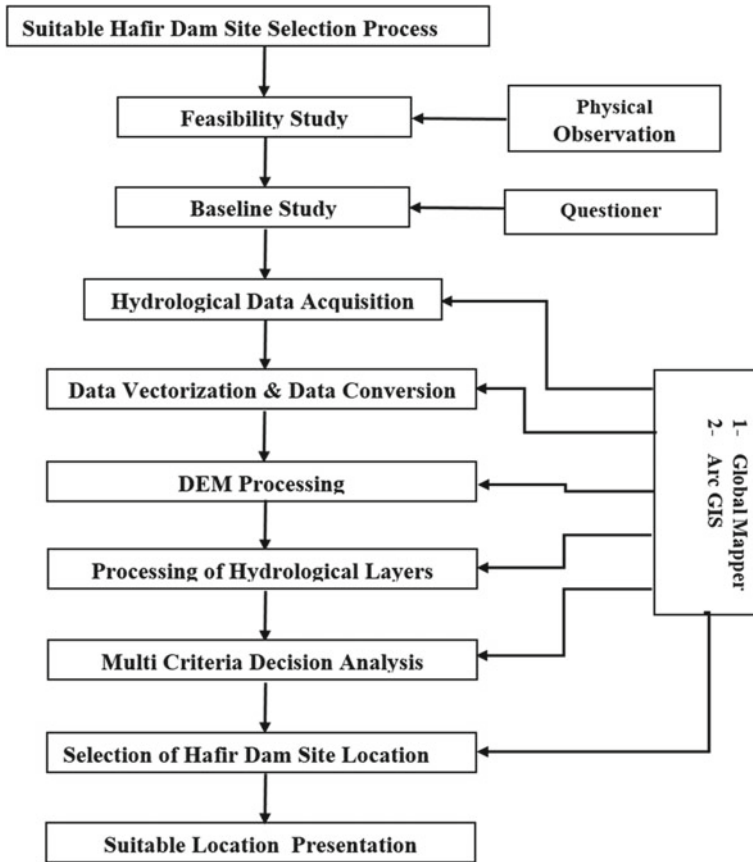 Suitable Hafir Dam Site Selection Process
Feasibility Study
Physical
Observation
Baseline Study
Questioner
Hydrological Data Acquisition
Data Vectorization & Data Conversion
1- Global Mapper
2- Arc GIS
DEM Processing
Processing of Hydrological Layers
Multi Criteria Decision Analysis
Selection of Hafir Dam Site Location
Suitable Location Presentation